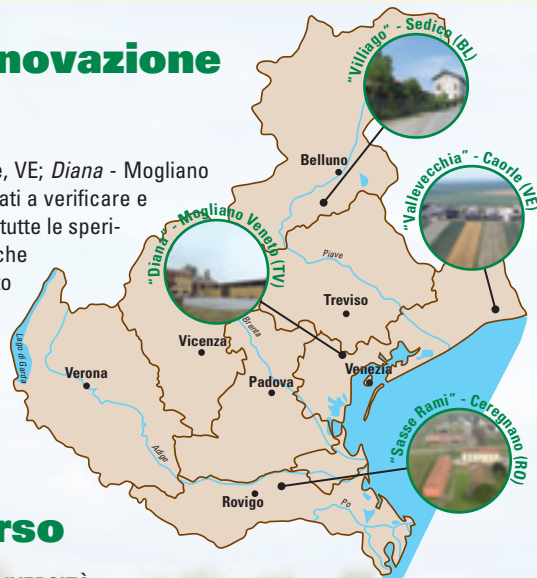 novazione
e, VE; Diana - Mogliano
ati a verificare e
tutte le speri-
che
to
"Villiago" - Sedico (BL)
"Vallevecchia" - Caorle (VE)
"Diana" - Mogliano Veneto (TV)
"Sasse Rami" - Ceregnano (RO)
Belluno
Piave
Treviso
Vicenza
Brenta
Lago di Garda
Verona
Padova
Venezia
Adige
Rovigo
Po
rso